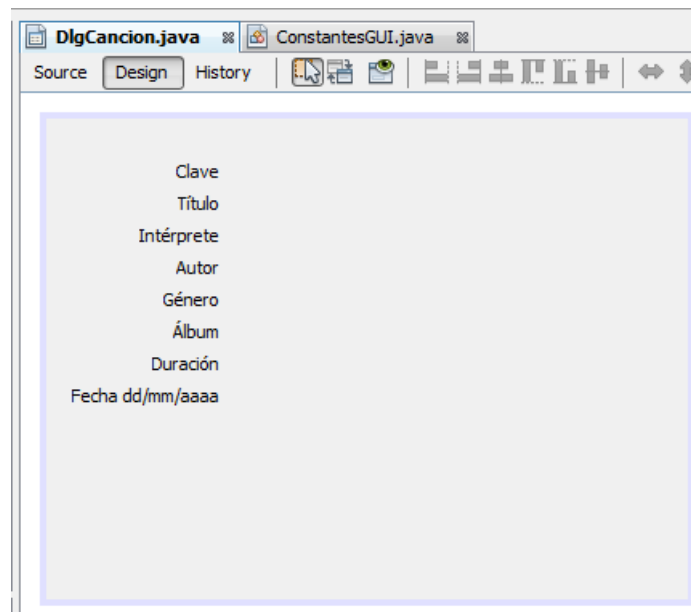 DlgCancion.java ConstantesGUI.java
Source Design History
Clave
Título
Intérprete
Autor
Género
Álbum
Duración
Fecha dd/mm/aaaa